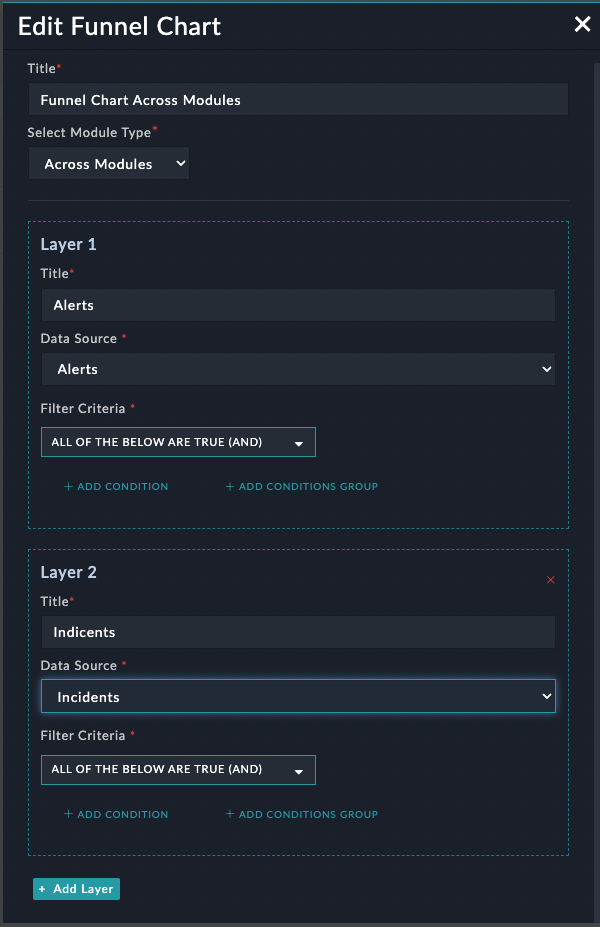 Edit Funnel Chart
Title*
Funnel Chart Across Modules
Select Module Type*
Across Modules
Layer 1
Title*
Alerts
Data Source *
Alerts
Filter Criteria *
ALL OF THE BELOW ARE TRUE (AND)
+ ADD CONDITION + ADD CONDITIONS GROUP
Layer 2
Title*
Indicents
Data Source *
Incidents
Filter Criteria *
ALL OF THE BELOW ARE TRUE (AND)
+ ADD CONDITION + ADD CONDITIONS GROUP
+ Add Layer